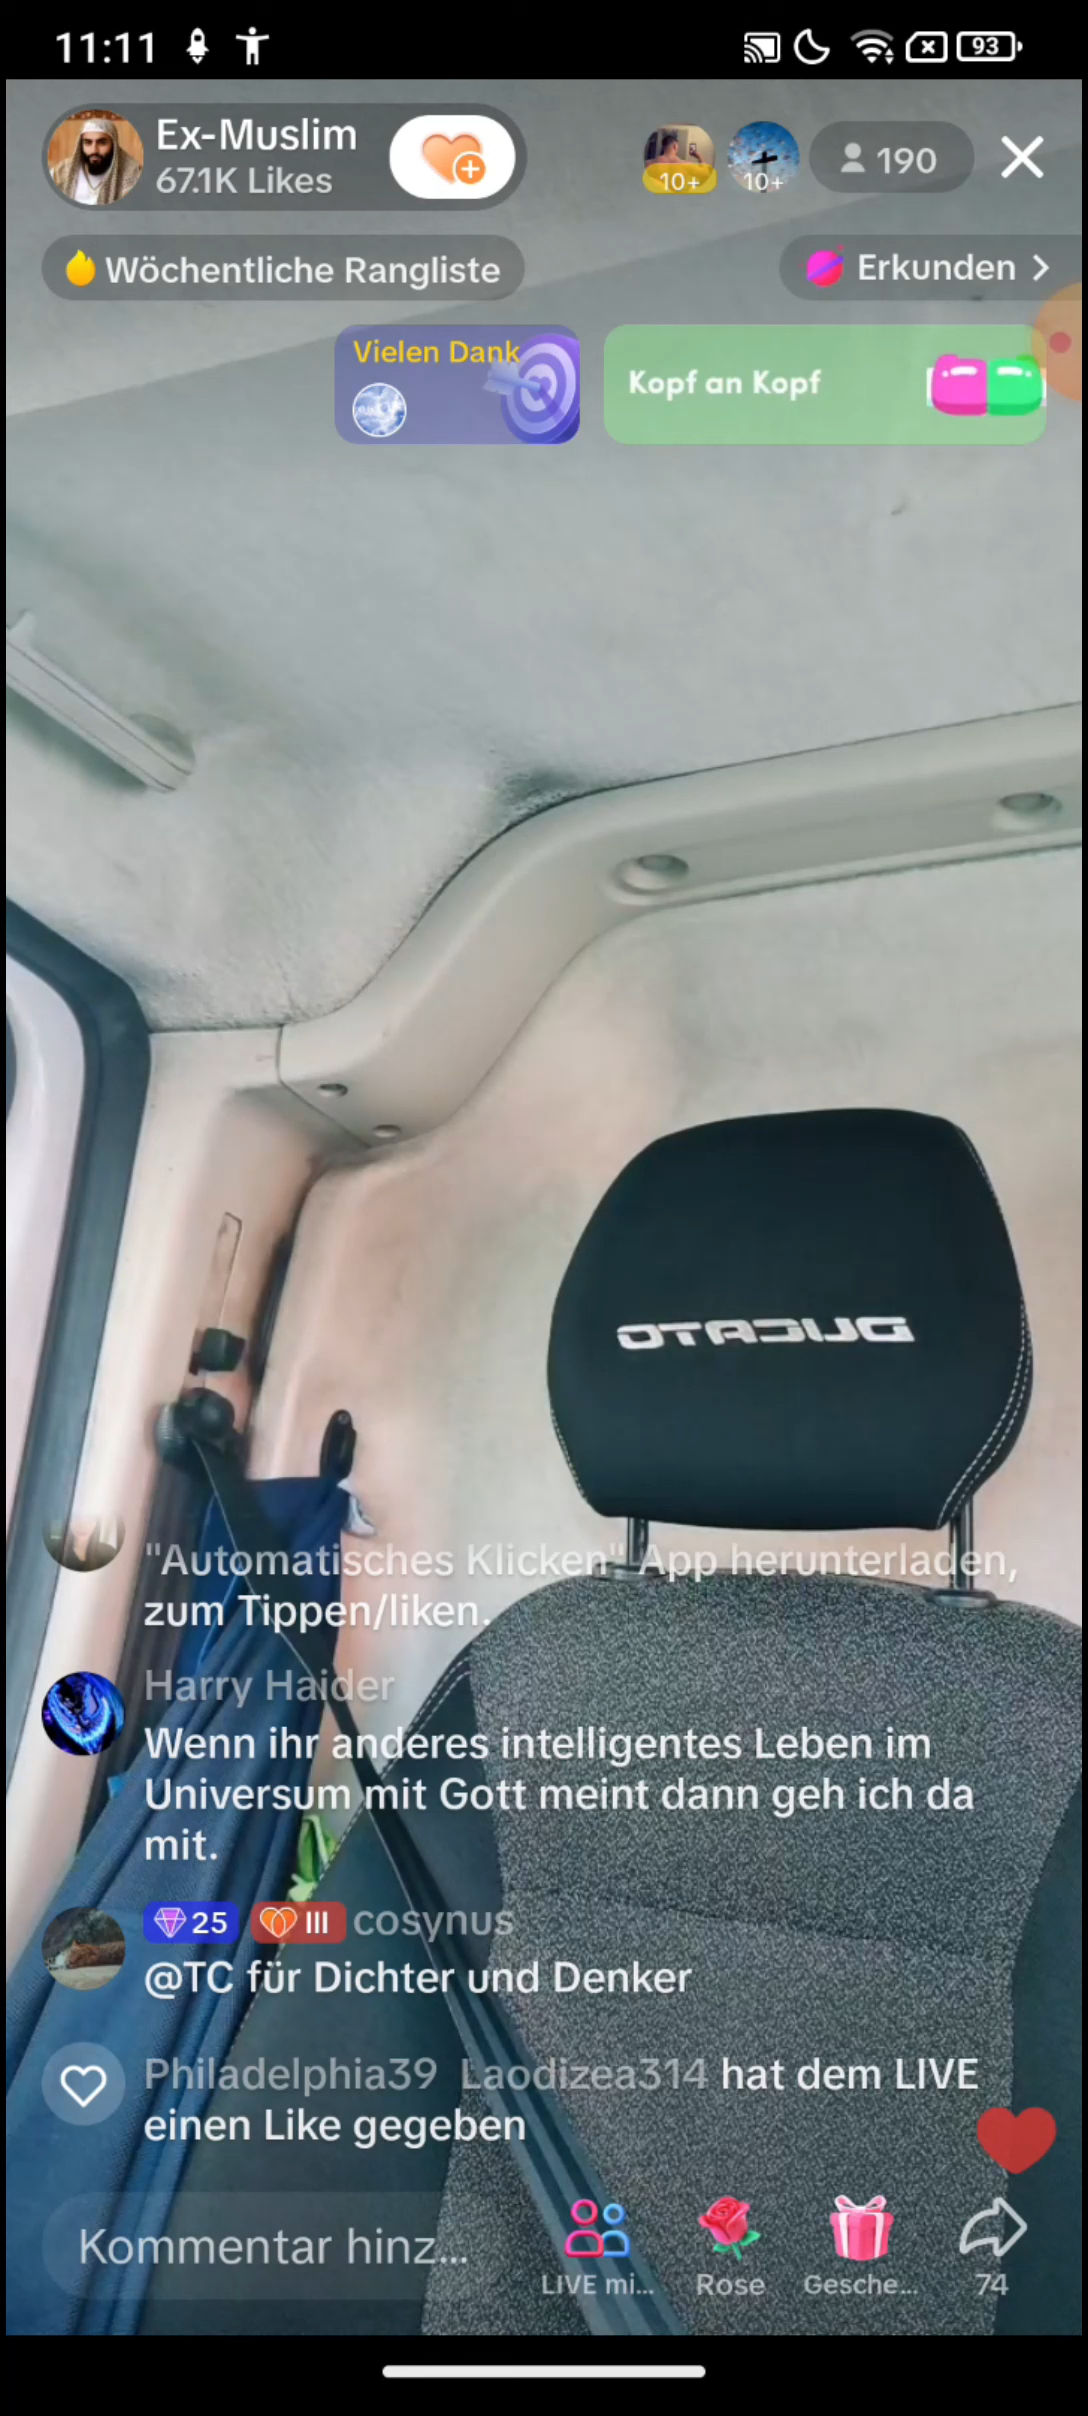 11:11
93
Ex-Muslim
67.1K Likes
10+
10+
190
Wöchentliche Rangliste
Erkunden
Vielen Dank
Kopf an Kopf
DUCATO
"Automatisches Klicken" App herunterladen,
zum Tippen/liken.
Harry Haider
Wenn ihr anderes intelligentes Leben im
Universum mit Gott meint dann geh ich da
mit.
25 III cosynus
@TC für Dichter und Denker
Philadelphia39 Laodizea314 hat dem LIVE
einen Like gegeben
Kommentar hinz...
LIVE mi...
Rose
Gesche...
74